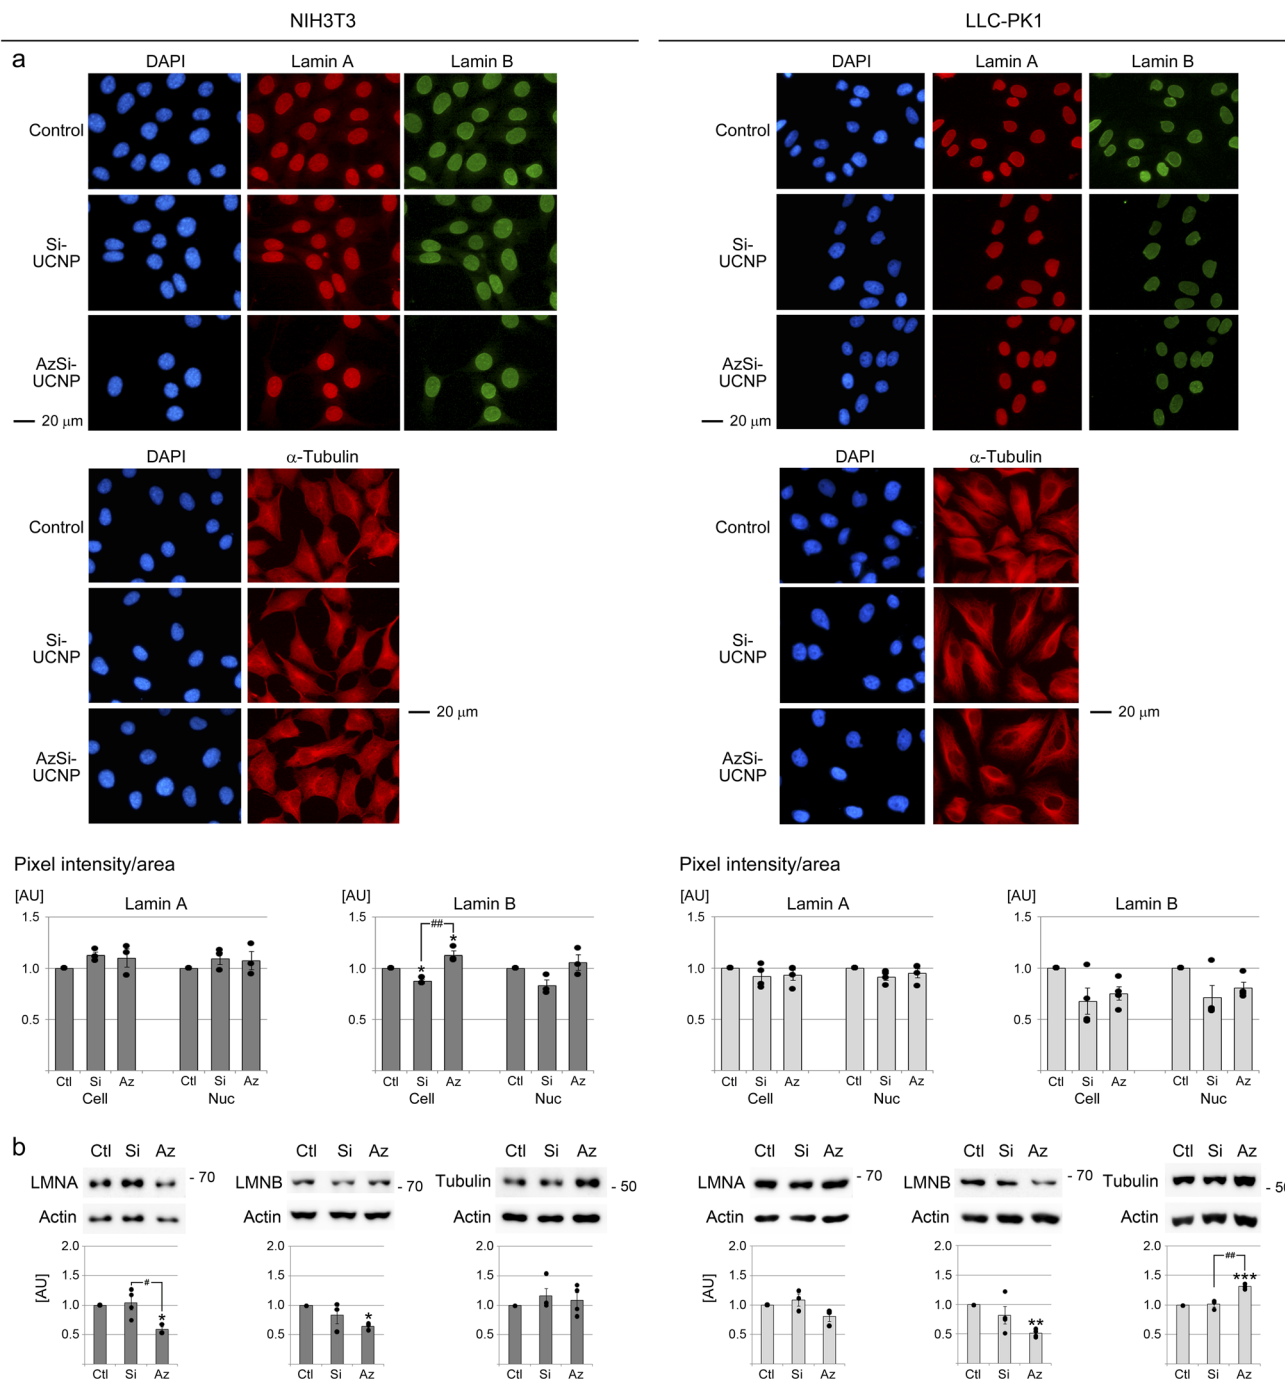 NIH3T3 LLC-PK1
a
DAPI Lamin A Lamin B DAPI Lamin A Lamin B
Control Control
Si-
UCNP
Si-
UCNP
AzSi-
UCNP
AzSi-
UCNP
20 μm 20 μm
DAPI α-Tubulin DAPI α-Tubulin
Control Control
Si-
UCNP
Si-
UCNP
20 μm 20 μm
AzSi-
UCNP
AzSi-
UCNP
Pixel intensity/area Pixel intensity/area
[AU] Lamin A [AU] Lamin B [AU] Lamin A [AU] Lamin B
1.5 1.5 1.5 1.5
##
* *
1.0 1.0 1.0 1.0
0.5 0.5 0.5 0.5
Ctl Si Az Ctl Si Az Ctl Si Az Ctl Si Az Ctl Si Az Ctl Si Az Ctl Si Az Ctl Si Az
Cell Nuc Cell Nuc Cell Nuc Cell Nuc
b
Ctl Si Az Ctl Si Az Ctl Si Az Ctl Si Az Ctl Si Az Ctl Si Az
LMNA - 70 LMNB - 70 Tubulin - 50 LMNA - 70 LMNB - 70 Tubulin - 50
Actin Actin Actin Actin Actin Actin
[AU] [AU]
2.0 2.0 2.0 2.0 2.0 2.0
1.5 1.5 1.5 1.5 1.5 1.5
# ##
1.0 1.0 1.0 1.0 1.0 1.0
* * ** ***
0.5 0.5 0.5 0.5 0.5 0.5
Ctl Si Az Ctl Si Az Ctl Si Az Ctl Si Az Ctl Si Az Ctl Si Az